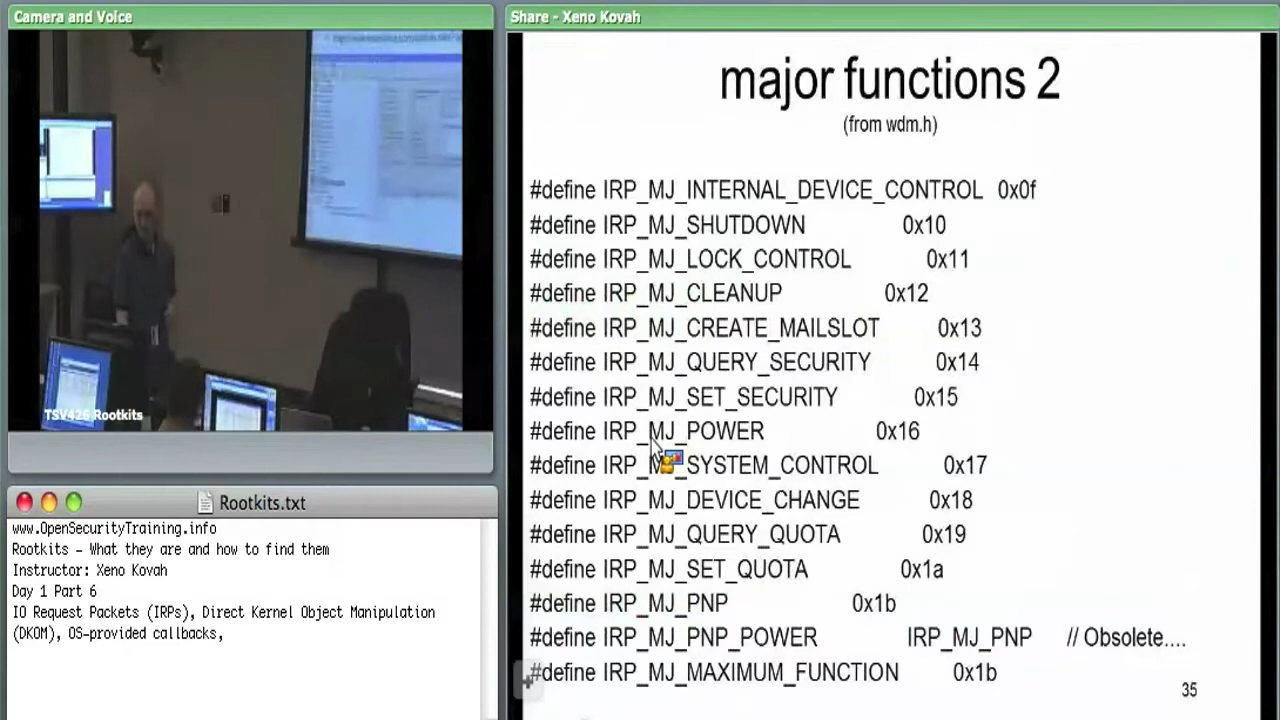 Camera and Voice
TSV426 Rootkits
Rootkits.txt
www.OpenSecurityTraining.info
Rootkits - What they are and how to find them
Instructor: Xeno Kovah
Day 1 Part 6
IO Request Packets (IRPs), Direct Kernel Object Manipulation
(DKOM), OS-provided callbacks,
Share - Xeno Kovah
major functions 2
(from wdm.h)
#define IRP_MJ_INTERNAL_DEVICE_CONTROL 0x0f
#define IRP_MJ_SHUTDOWN 0x10
#define IRP_MJ_LOCK_CONTROL 0x11
#define IRP_MJ_CLEANUP 0x12
#define IRP_MJ_CREATE_MAILSLOT 0x13
#define IRP_MJ_QUERY_SECURITY 0x14
#define IRP_MJ_SET_SECURITY 0x15
#define IRP_MJ_POWER 0x16
#define IRP_MJ_SYSTEM_CONTROL 0x17
#define IRP_MJ_DEVICE_CHANGE 0x18
#define IRP_MJ_QUERY_QUOTA 0x19
#define IRP_MJ_SET_QUOTA 0x1a
#define IRP_MJ_PNP 0x1b
#define IRP_MJ_PNP_POWER IRP_MJ_PNP // Obsolete....
#define IRP_MJ_MAXIMUM_FUNCTION 0x1b
35